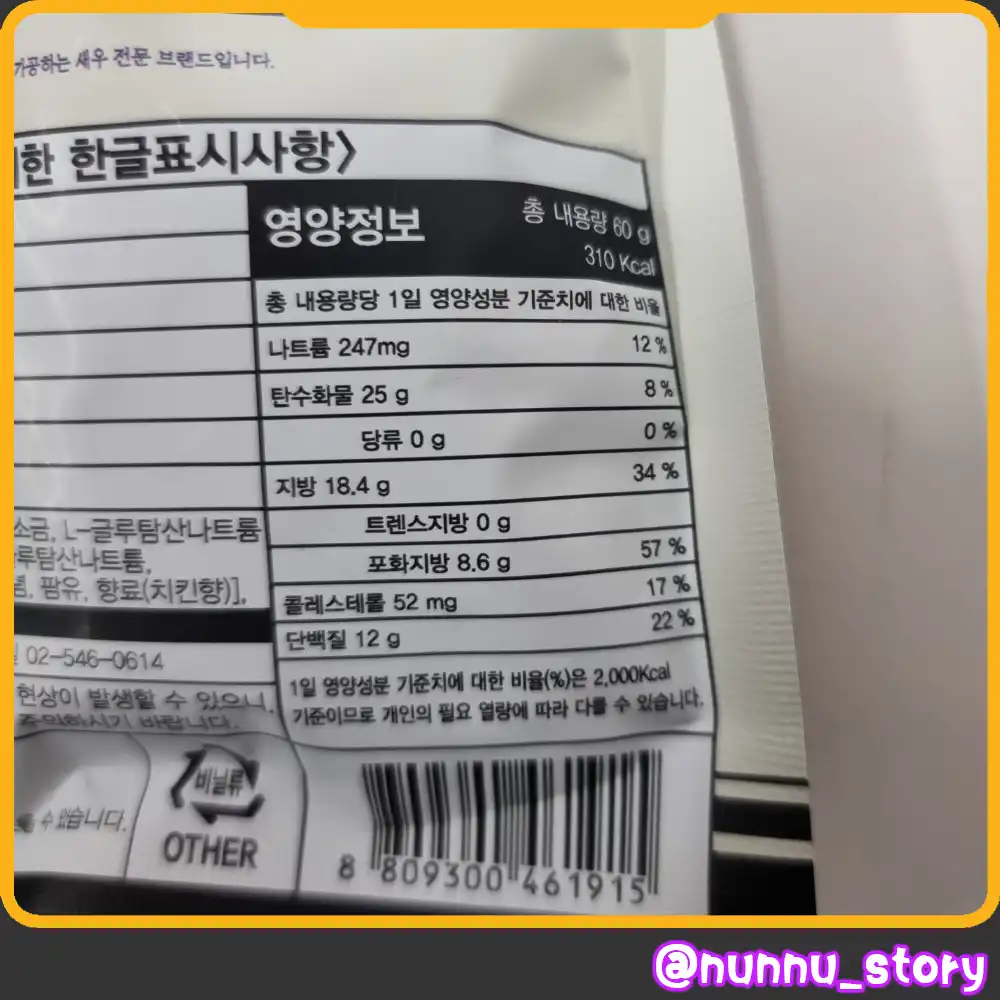 가공하는 새우 전문 브랜드입니다.
한 한글표시사항〉
영양정보
총 내용량 60 g
310 Kcal
총 내용량당 1일 영양성분 기준치에 대한 비율
나트륨 247mg 12 %
탄수화물 25 g 8 %
당류 0 g 0 %
지방 18.4 g 34 %
트렌스지방 0 g
포화지방 8.6 g 57 %
콜레스테롤 52 mg 17 %
단백질 12 g 22 %
1일 영양성분 기준치에 대한 비율(%)은 2,000Kcal
기준이므로 개인의 필요 열량에 따라 다를 수 있습니다.
소금, L-글루탐산나트륨
루탐산나트륨,
팜유, 향료(치킨향)],
02-546-0614
현상이 발생할 수 있으니,
주의하시기 바랍니다.
수 있습니다.
비닐류
OTHER
8 809300 461915
@nunnu_story